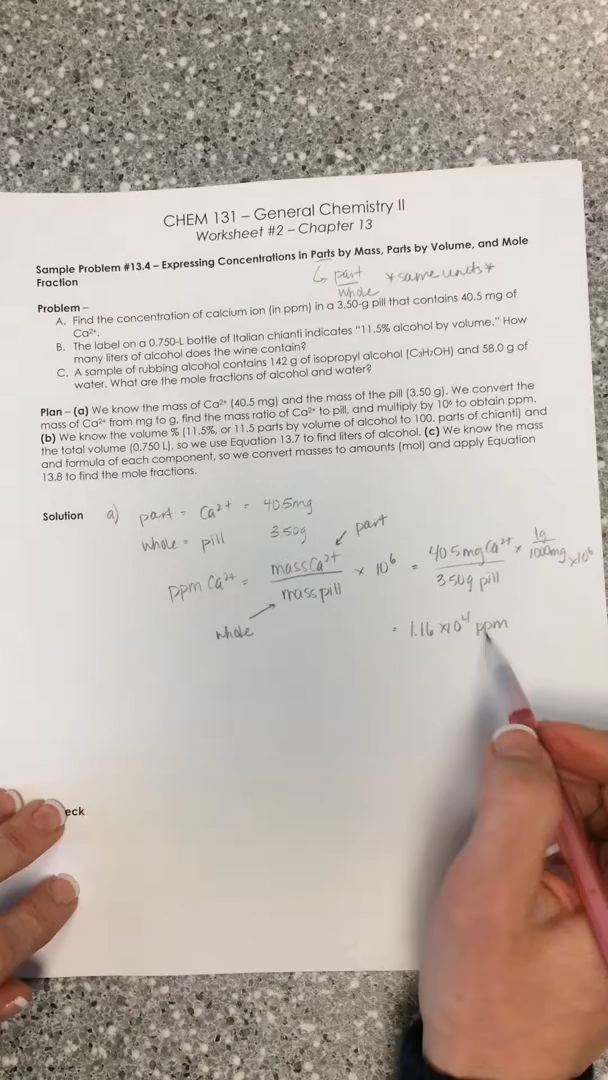 CHEM 131 – General Chemistry II
Worksheet #2 – Chapter 13
Sample Problem #13.4 – Expressing Concentrations in Parts by Mass, Parts by Volume, and Mole
Fraction
↳ part *same units*
whole
Problem –
A. Find the concentration of calcium ion (in ppm) in a 3.50-g pill that contains 40.5 mg of
Ca²⁺.
B. The label on a 0.750-L bottle of Italian chianti indicates "11.5% alcohol by volume." How
many liters of alcohol does the wine contain?
C. A sample of rubbing alcohol contains 142 g of isopropyl alcohol (C₃H₇OH) and 58.0 g of
water. What are the mole fractions of alcohol and water?
Plan – (a) We know the mass of Ca²⁺ (40.5 mg) and the mass of the pill (3.50 g). We convert the
mass of Ca²⁺ from mg to g, find the mass ratio of Ca²⁺ to pill, and multiply by 10⁶ to obtain ppm.
(b) We know the volume % (11.5%, or 11.5 parts by volume of alcohol to 100. parts of chianti) and
the total volume (0.750 L), so we use Equation 13.7 to find liters of alcohol. (c) We know the mass
and formula of each component, so we convert masses to amounts (mol) and apply Equation
13.8 to find the mole fractions.
Solution a) part = Ca²⁺ = 40.5mg
whole = pill 3.50g
part
ppm Ca²⁺ = mass Ca²⁺ / mass pill × 10⁶ = 40.5mg Ca²⁺ / 3.50g pill × 1g / 1000mg × 10⁶
whole
= 1.16 × 10⁴ ppm
eck